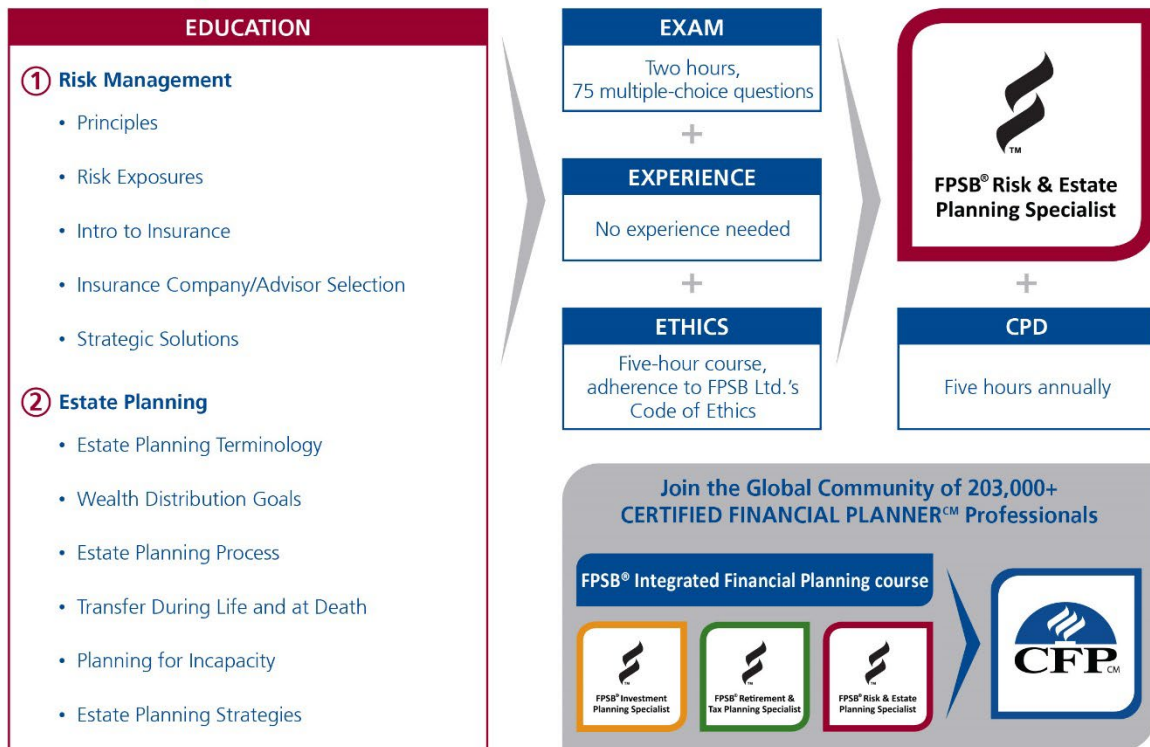 EDUCATION
① Risk Management
• Principles
• Risk Exposures
• Intro to Insurance
• Insurance Company/Advisor Selection
• Strategic Solutions
② Estate Planning
• Estate Planning Terminology
• Wealth Distribution Goals
• Estate Planning Process
• Transfer During Life and at Death
• Planning for Incapacity
• Estate Planning Strategies
EXAM
Two hours,
75 multiple-choice questions
+
EXPERIENCE
No experience needed
+
ETHICS
Five-hour course,
adherence to FPSB Ltd.'s
Code of Ethics
TM
FPSB® Risk & Estate
Planning Specialist
+
CPD
Five hours annually
Join the Global Community of 203,000+
CERTIFIED FINANCIAL PLANNER℠ Professionals
FPSB® Integrated Financial Planning course
TM
FPSB® Investment
Planning Specialist
TM
FPSB® Retirement &
Tax Planning Specialist
TM
FPSB® Risk & Estate
Planning Specialist
CFP CM